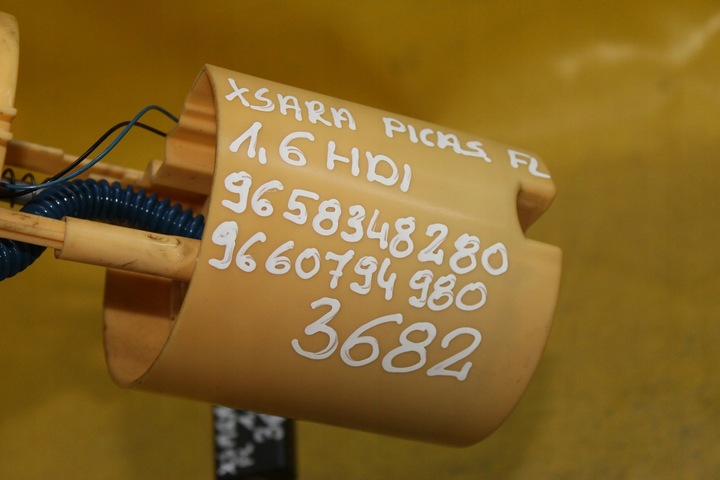 XSARA PICAS FL
1,6 HDI
9658348280
9660794980
3682